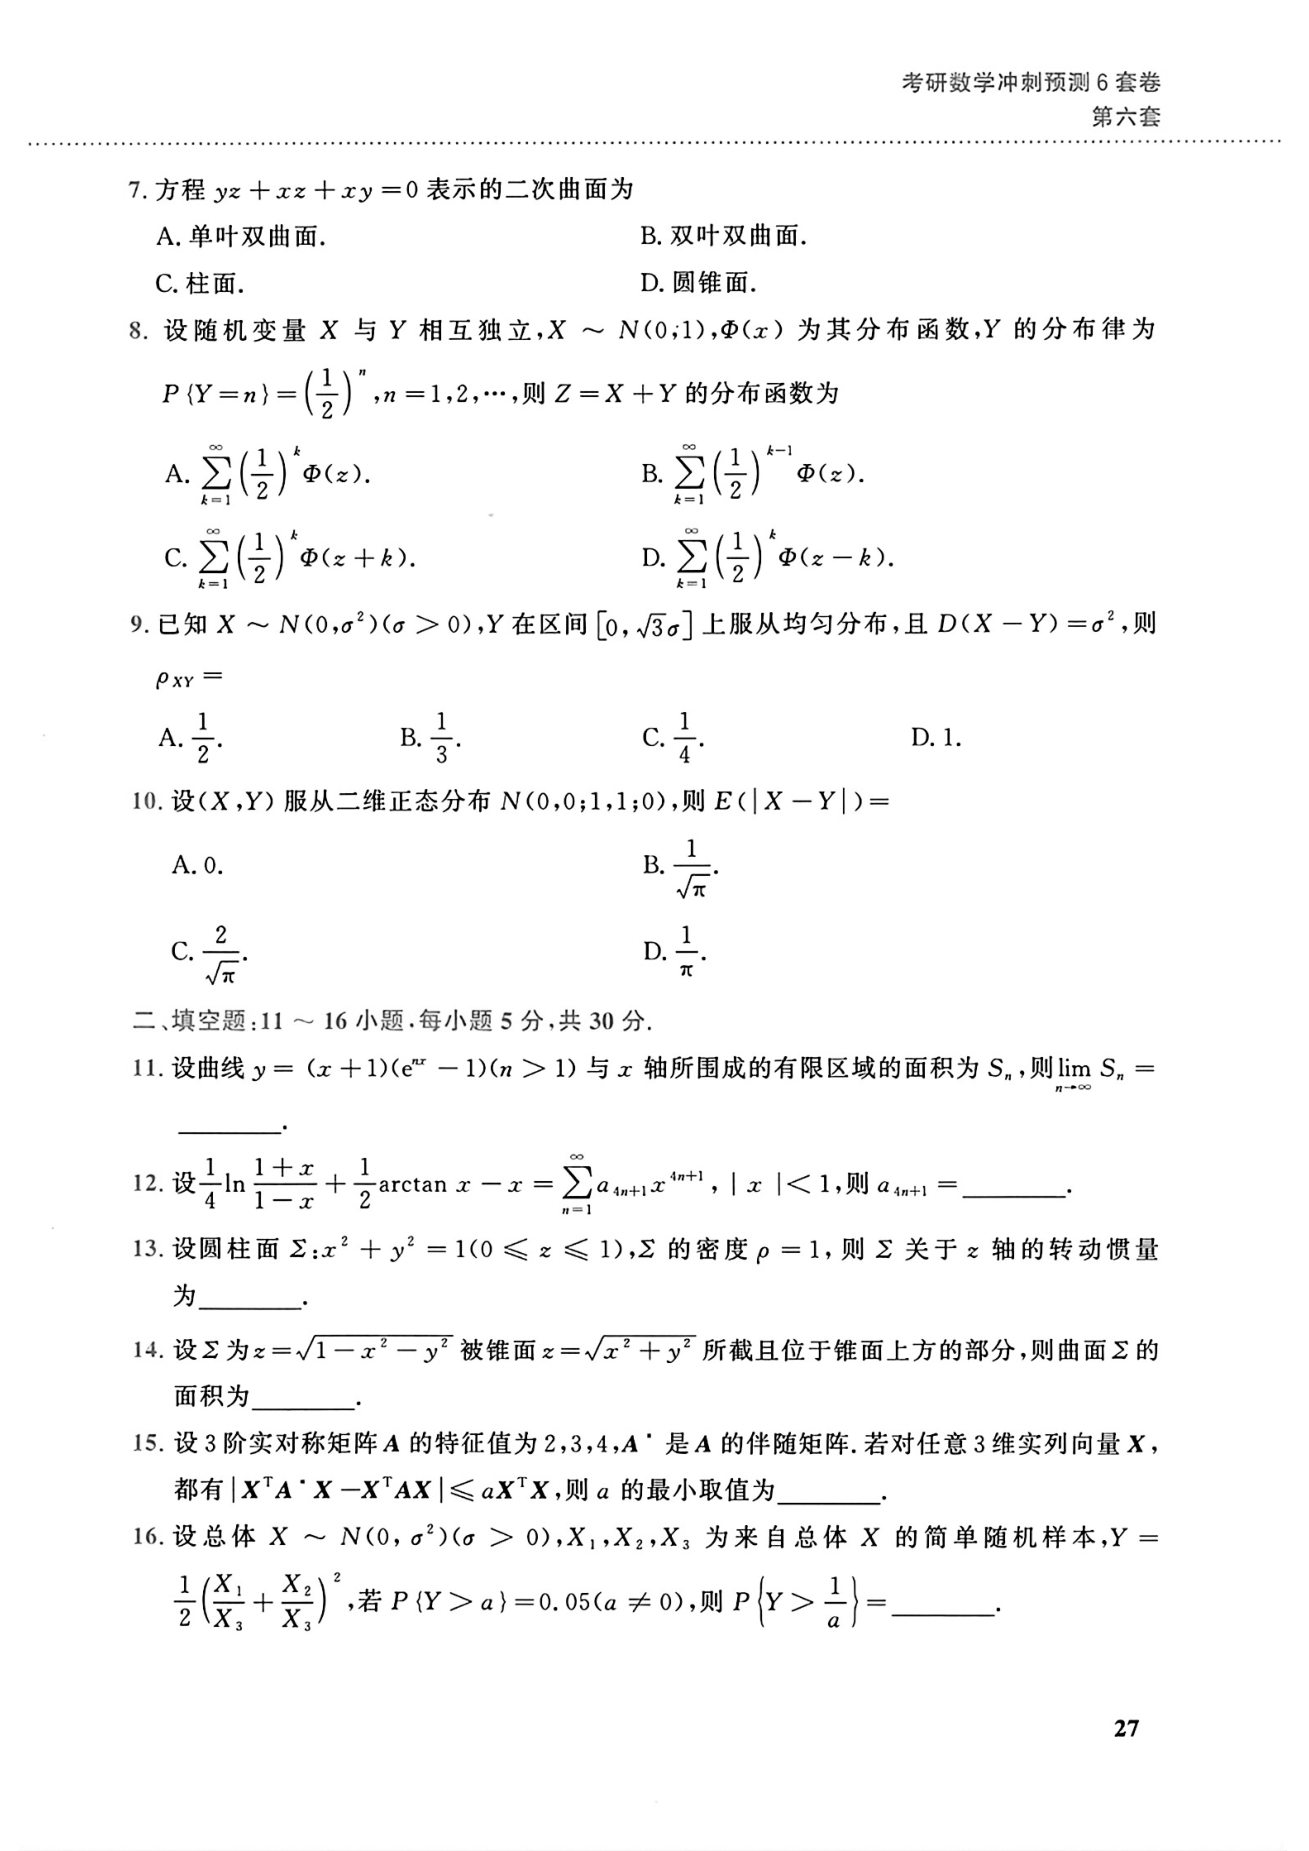 考研数学冲刺预测6套卷
第六套
7. 方程 yz＋xz＋xy＝0 表示的二次曲面为
A. 单叶双曲面. B. 双叶双曲面.
C. 柱面. D. 圆锥面.
8. 设随机变量 X 与 Y 相互独立,X ～ N(0,1),Φ(x) 为其分布函数,Y 的分布律为
P{Y＝n}＝(1/2)^n,n＝1,2,⋯,则 Z＝X＋Y 的分布函数为
A. ∑_{k=1}^{∞}(1/2)^k Φ(z). B. ∑_{k=1}^{∞}(1/2)^{k−1} Φ(z).
C. ∑_{k=1}^{∞}(1/2)^k Φ(z＋k). D. ∑_{k=1}^{∞}(1/2)^k Φ(z－k).
9. 已知 X ～ N(0,σ²)(σ＞0),Y 在区间[0,√3σ]上服从均匀分布,且 D(X－Y)＝σ²,则
ρ_{XY}＝
A. 1/2. B. 1/3. C. 1/4. D. 1.
10. 设(X,Y) 服从二维正态分布 N(0,0;1,1;0),则 E(|X－Y|)＝
A. 0. B. 1/√π.
C. 2/√π. D. 1/π.
二、填空题:11 ～ 16 小题,每小题 5 分,共 30 分.
11. 设曲线 y＝(x＋1)(e^{nx}－1)(n＞1) 与 x 轴所围成的有限区域的面积为 S_n,则 lim_{n→∞} S_n＝
______.
12. 设 1/4 ln (1＋x)/(1－x)＋1/2 arctan x－x＝∑_{n=1}^{∞} a_{4n+1}x^{4n+1},|x|＜1,则 a_{4n+1}＝______.
13. 设圆柱面 Σ:x²＋y²＝1(0≤z≤1),Σ 的密度 ρ＝1,则 Σ 关于 z 轴的转动惯量
为______.
14. 设Σ为z＝√(1－x²－y²) 被锥面z＝√(x²＋y²) 所截且位于锥面上方的部分,则曲面Σ的
面积为______.
15. 设 3 阶实对称矩阵 A 的特征值为 2,3,4,A* 是 A 的伴随矩阵.若对任意 3 维实列向量 X,
都有|X^T A* X－X^T AX|≤aX^T X,则 a 的最小取值为______.
16. 设总体 X ～ N(0,σ²)(σ＞0),X₁,X₂,X₃ 为来自总体 X 的简单随机样本,Y＝
1/2(X₁/X₃＋X₂/X₃)²,若 P{Y＞a}＝0.05(a≠0),则 P{Y＞1/a}＝______.
27